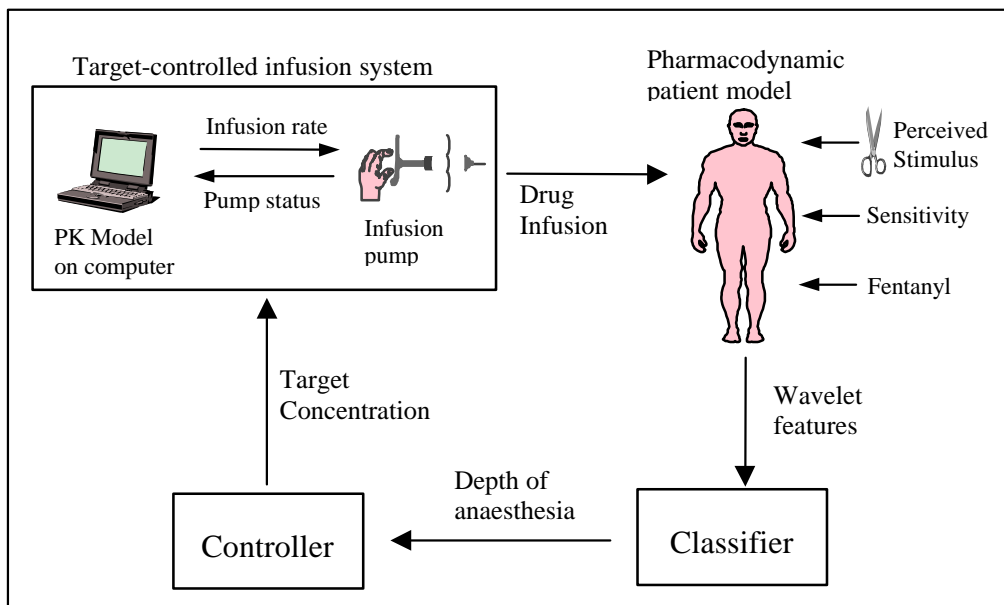 Target-controlled infusion system
Infusion rate
Pump status
PK Model
on computer
Infusion
pump
Drug
Infusion
Pharmacodynamic
patient model
Perceived
Stimulus
Sensitivity
Fentanyl
Wavelet
features
Classifier
Depth of
anaesthesia
Controller
Target
Concentration